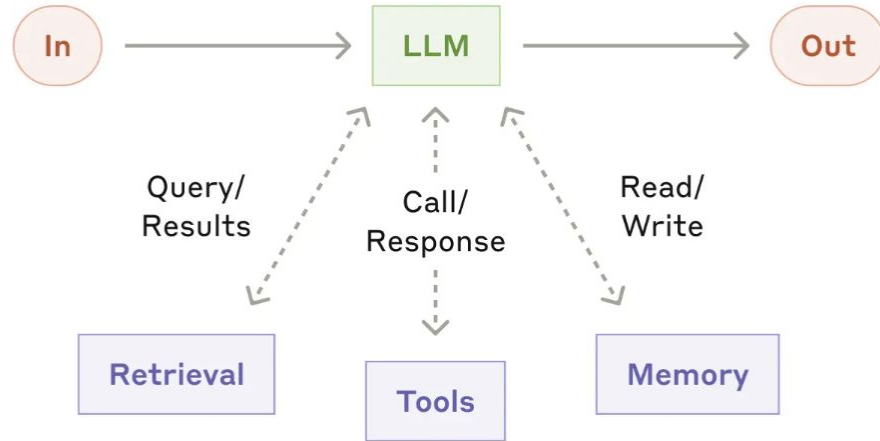 In
LLM
Out
Query/
Results
Call/
Response
Read/
Write
Retrieval
Tools
Memory